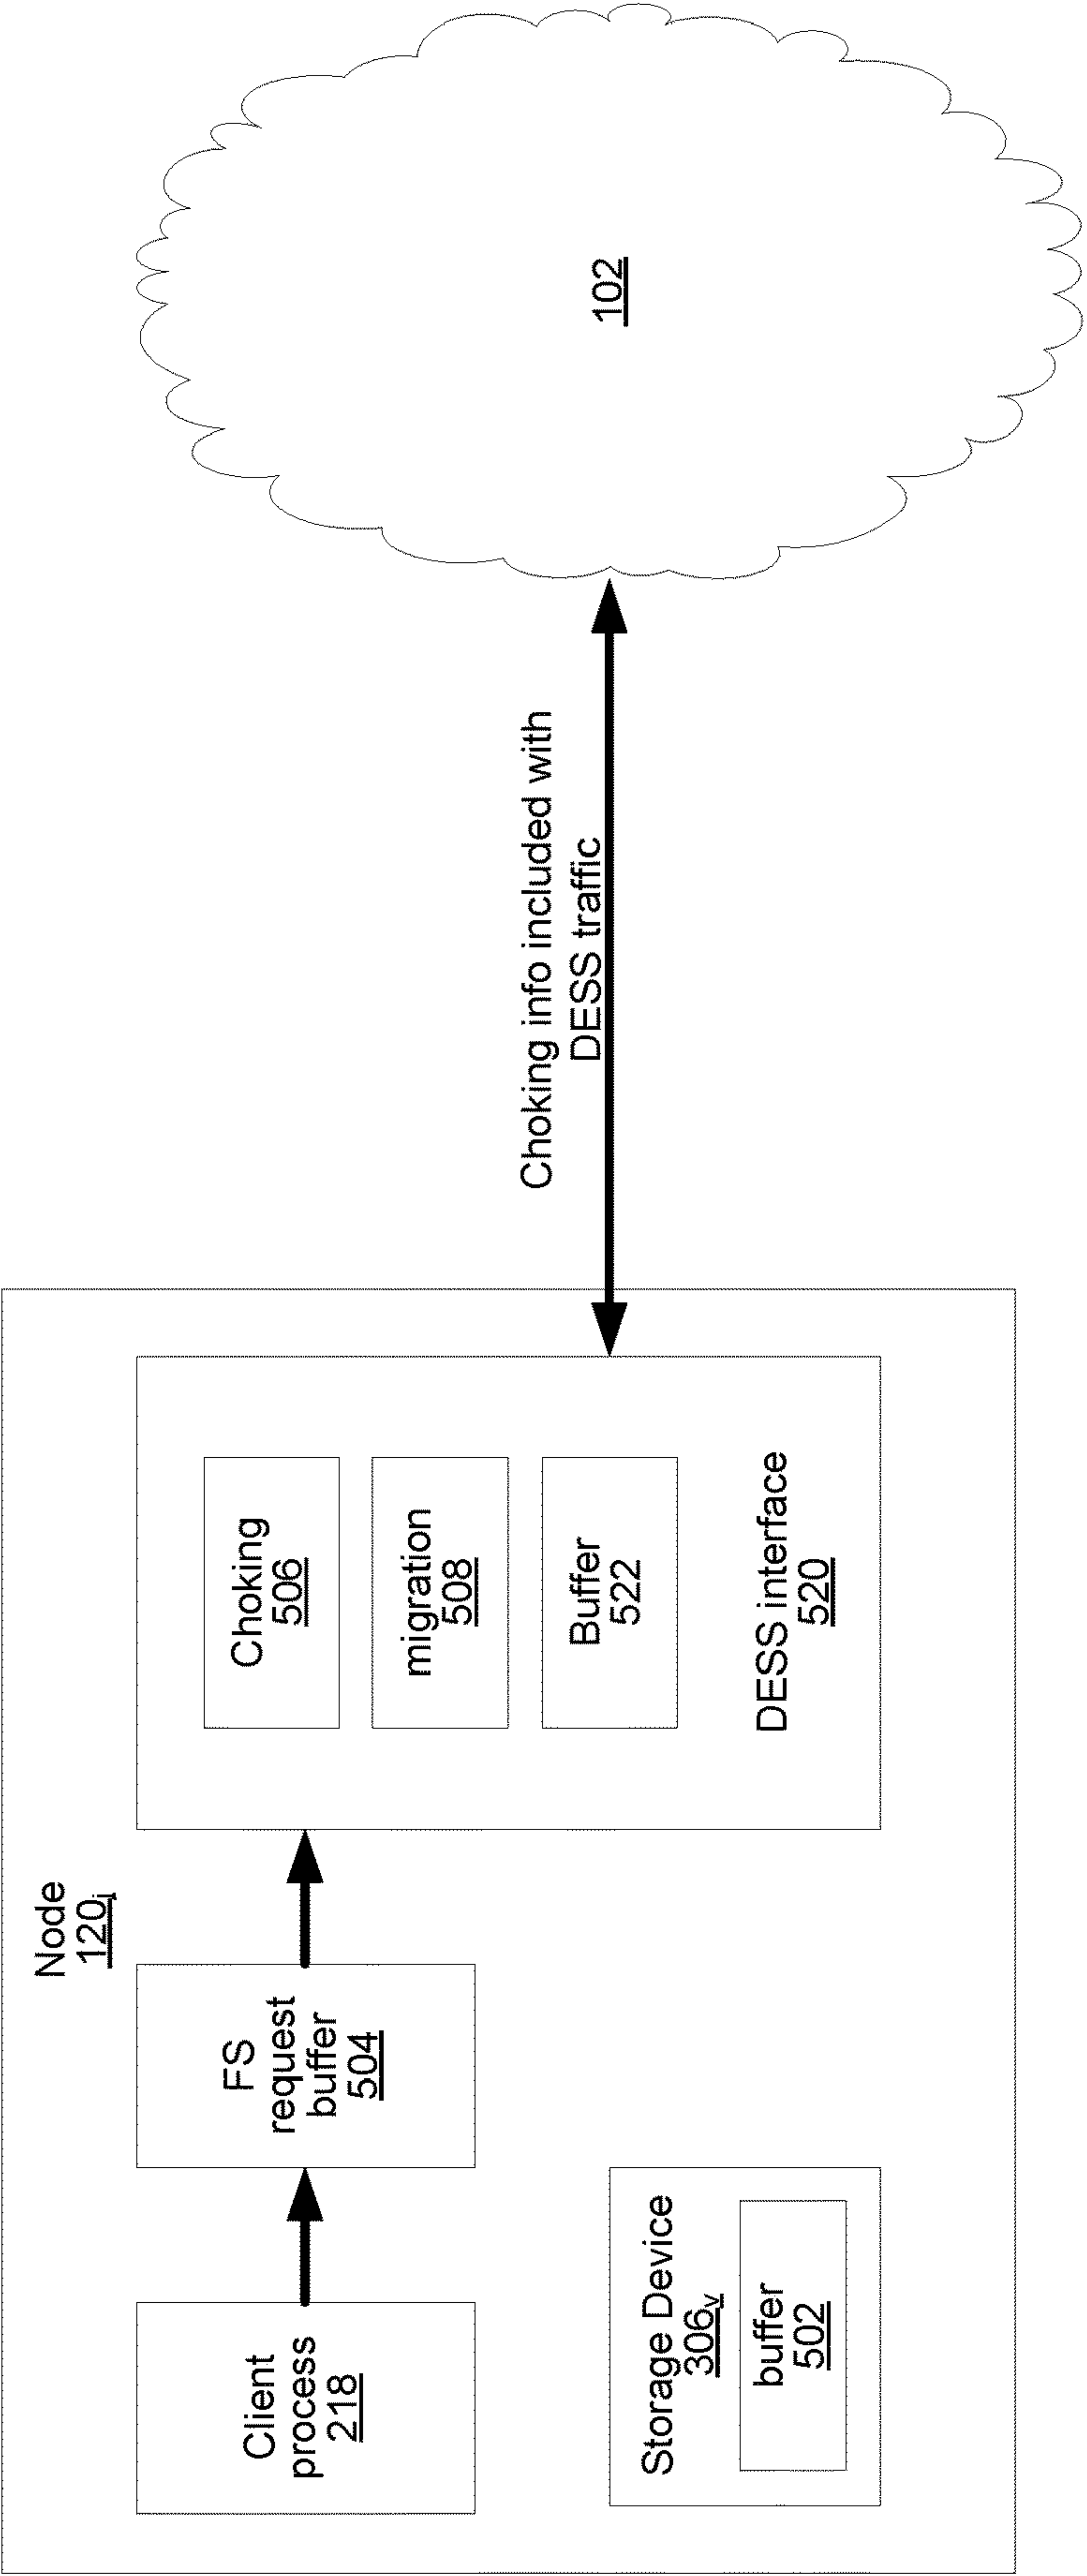 Node
120j
Client
process
218
FS
request
buffer
504
Choking
506
migration
508
Buffer
522
DESS interface
520
Storage Device
306v
buffer
502
Choking info included with
DESS traffic
102